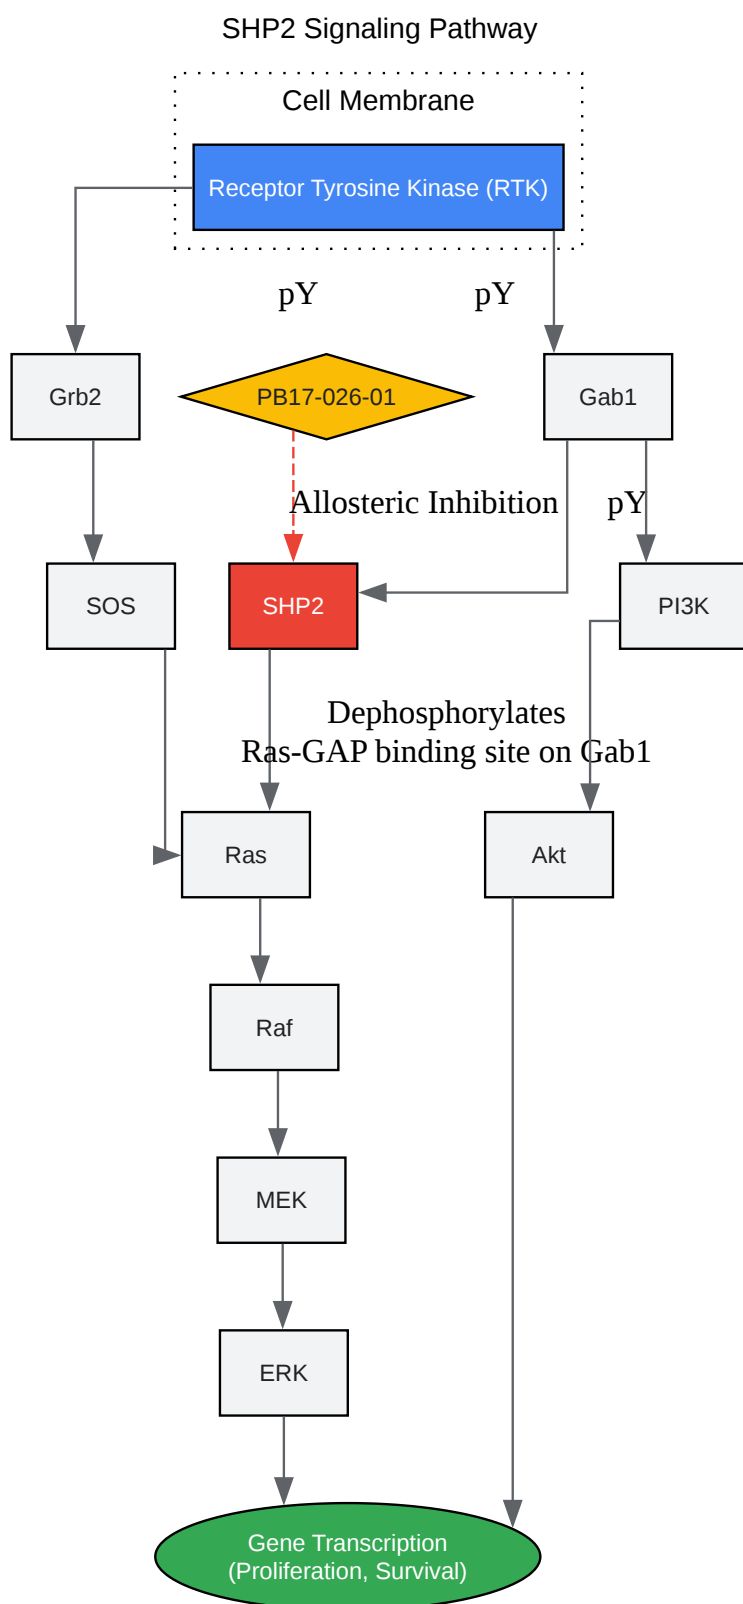 SHP2 Signaling Pathway
Cell Membrane
Receptor Tyrosine Kinase (RTK)
pY
pY
Grb2
PB17-026-01
Gab1
Allosteric Inhibition
pY
SOS
SHP2
PI3K
Dephosphorylates
Ras-GAP binding site on Gab1
Ras
Akt
Raf
MEK
ERK
Gene Transcription
(Proliferation, Survival)